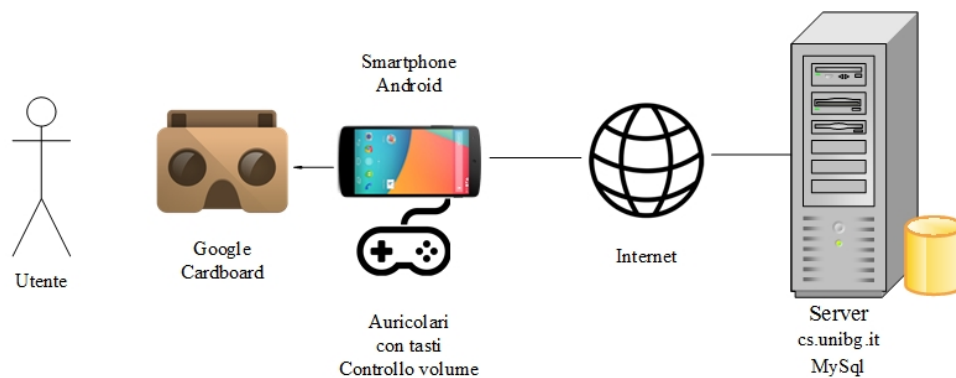 Utente
Google
Cardboard
Smartphone
Android
Auricolari
con tasti
Controllo volume
Internet
Server
cs.unibg.it
MySql